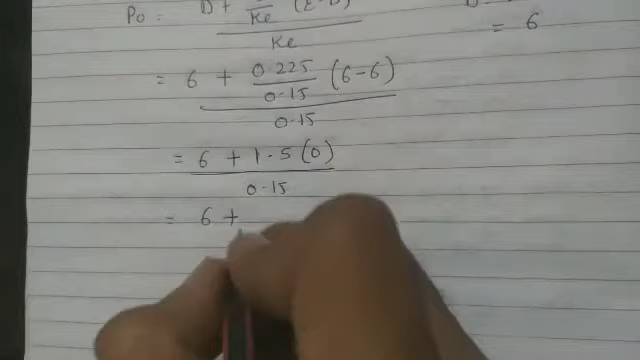 Po = D + r/Ke (E-D) / Ke
= 6
= 6 + 0.225/0.15 (6-6) / 0.15
= 6 + 1.5 (0) / 0.15
= 6 +